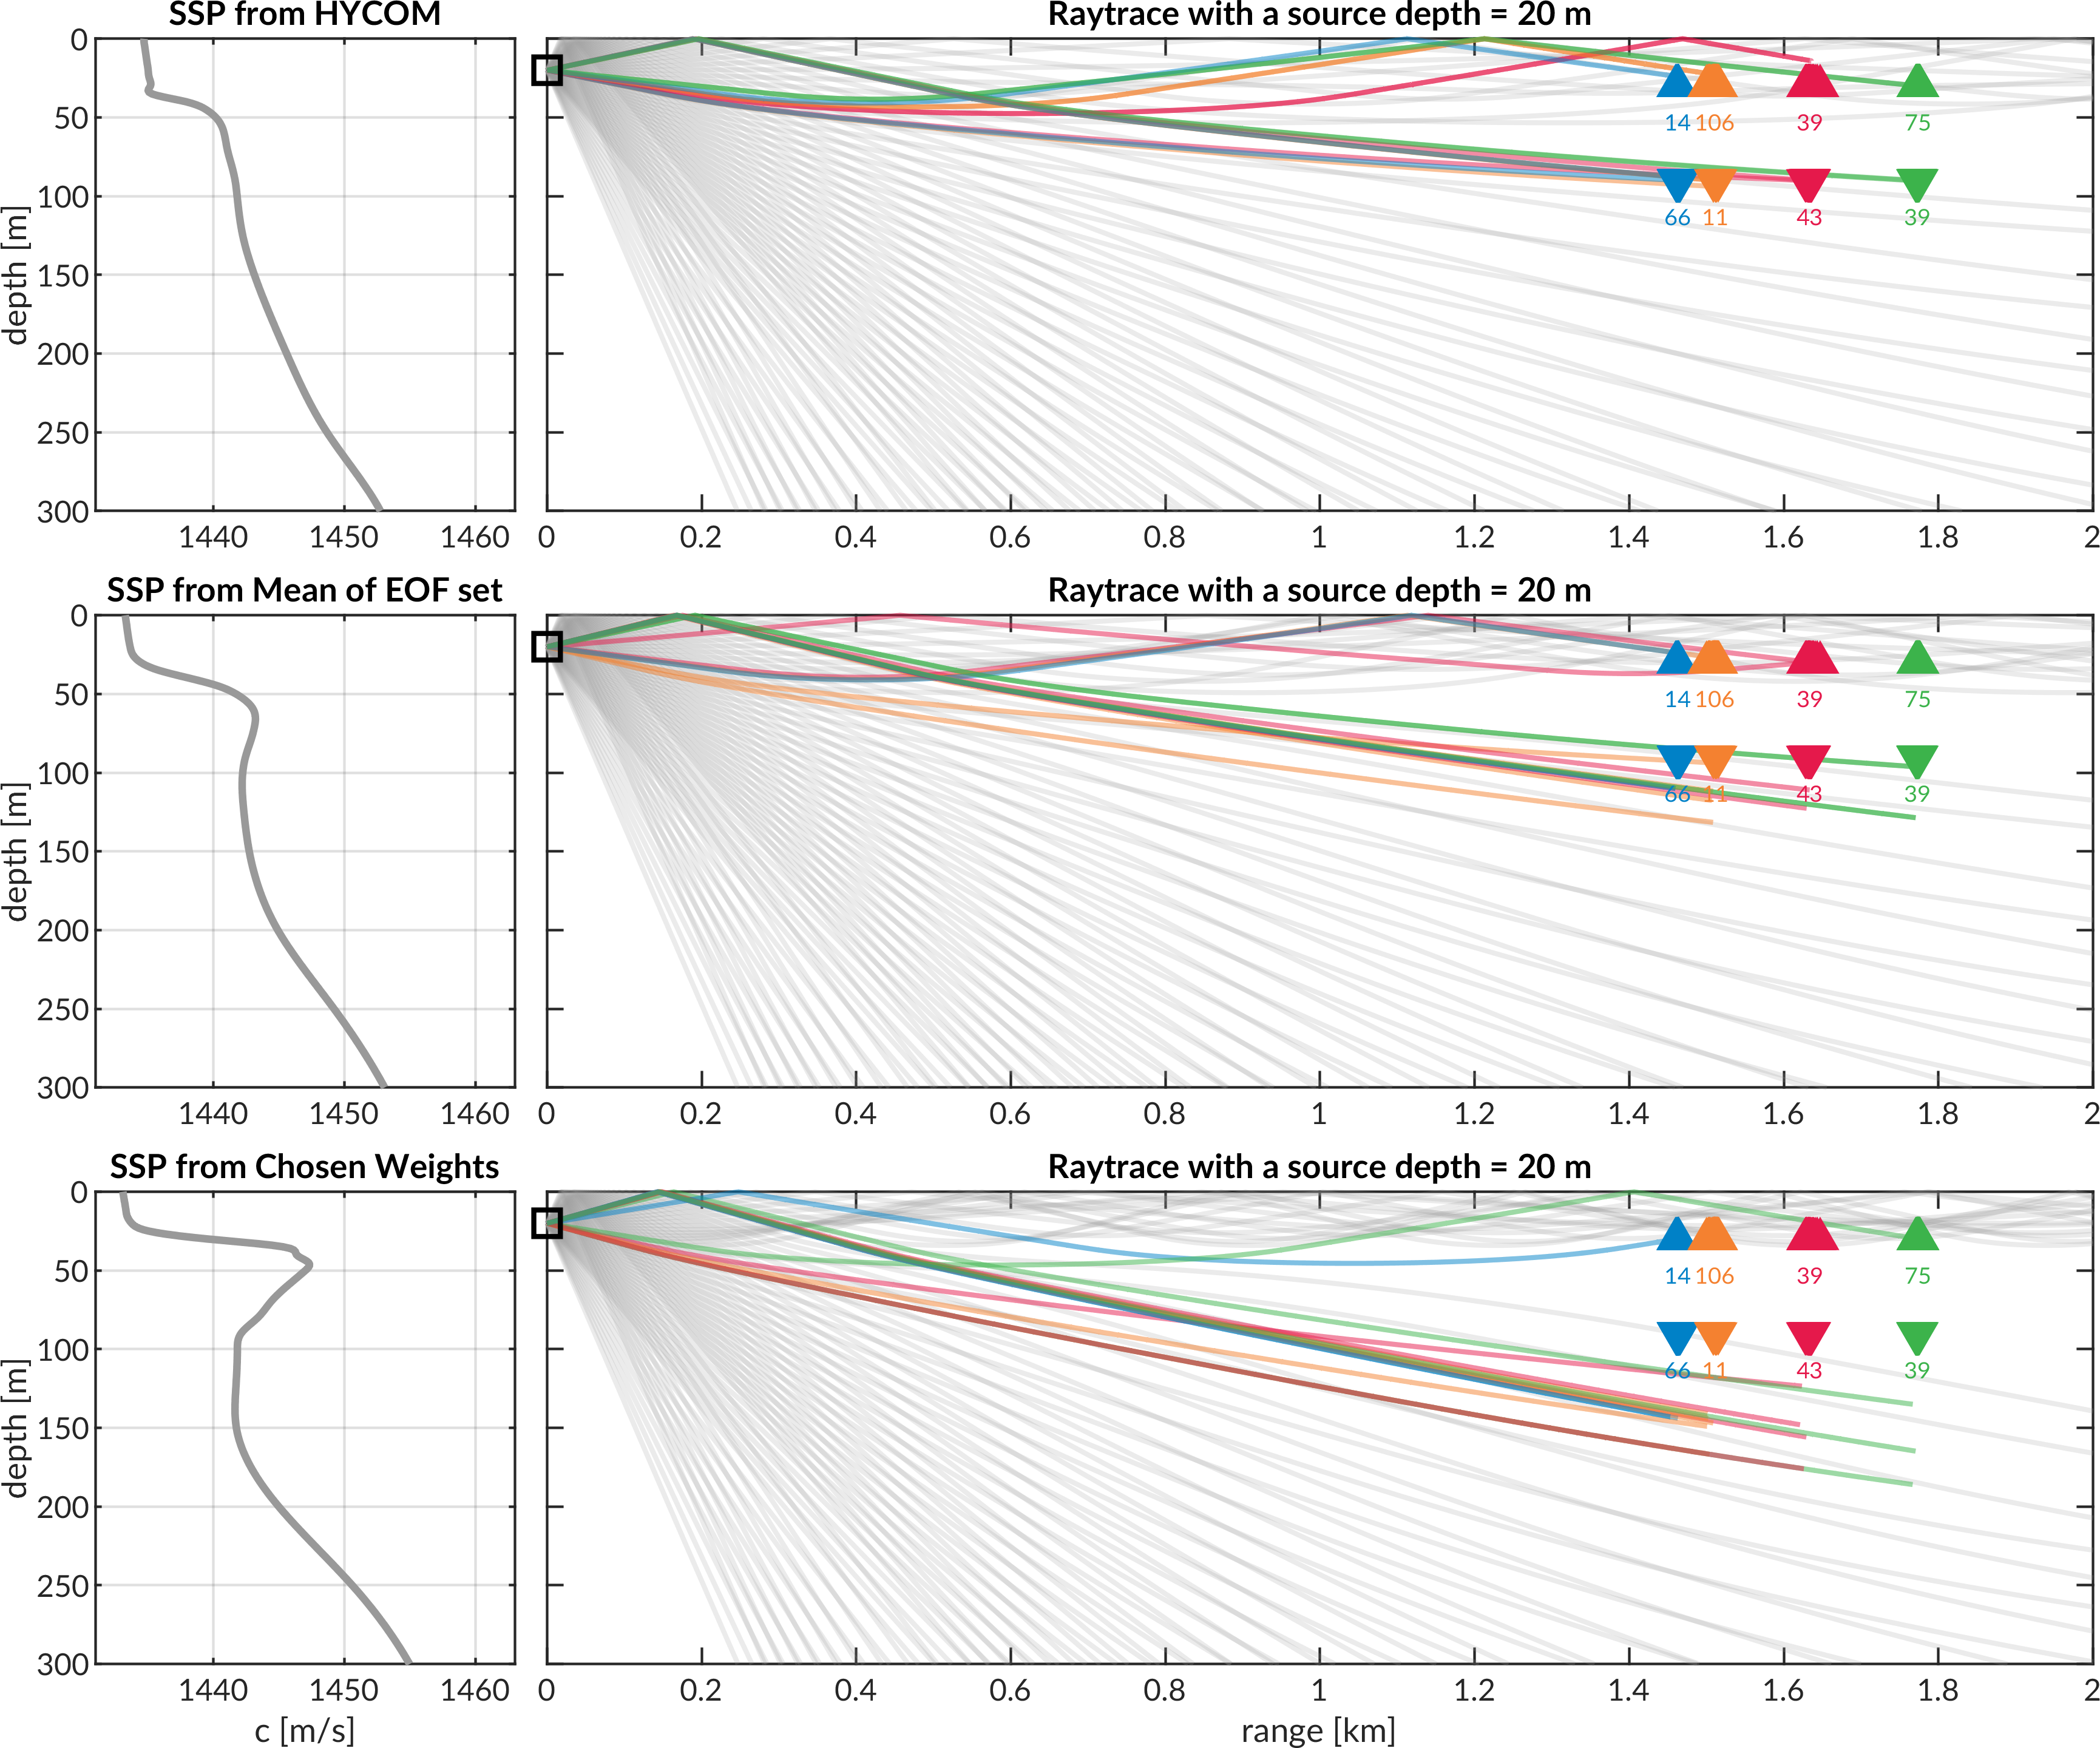 SSP from HYCOM
Raytrace with a source depth = 20 m
0
50
100
150
200
250
300
depth [m]
1440 1450 1460
14 106 39 75
66 11 43 39
0 0.2 0.4 0.6 0.8 1 1.2 1.4 1.6 1.8 2
SSP from Mean of EOF set
Raytrace with a source depth = 20 m
0
50
100
150
200
250
300
depth [m]
1440 1450 1460
14 106 39 75
66 11 43 39
0 0.2 0.4 0.6 0.8 1 1.2 1.4 1.6 1.8 2
SSP from Chosen Weights
Raytrace with a source depth = 20 m
0
50
100
150
200
250
300
depth [m]
1440 1450 1460
c [m/s]
14 106 39 75
66 11 43 39
0 0.2 0.4 0.6 0.8 1 1.2 1.4 1.6 1.8 2
range [km]